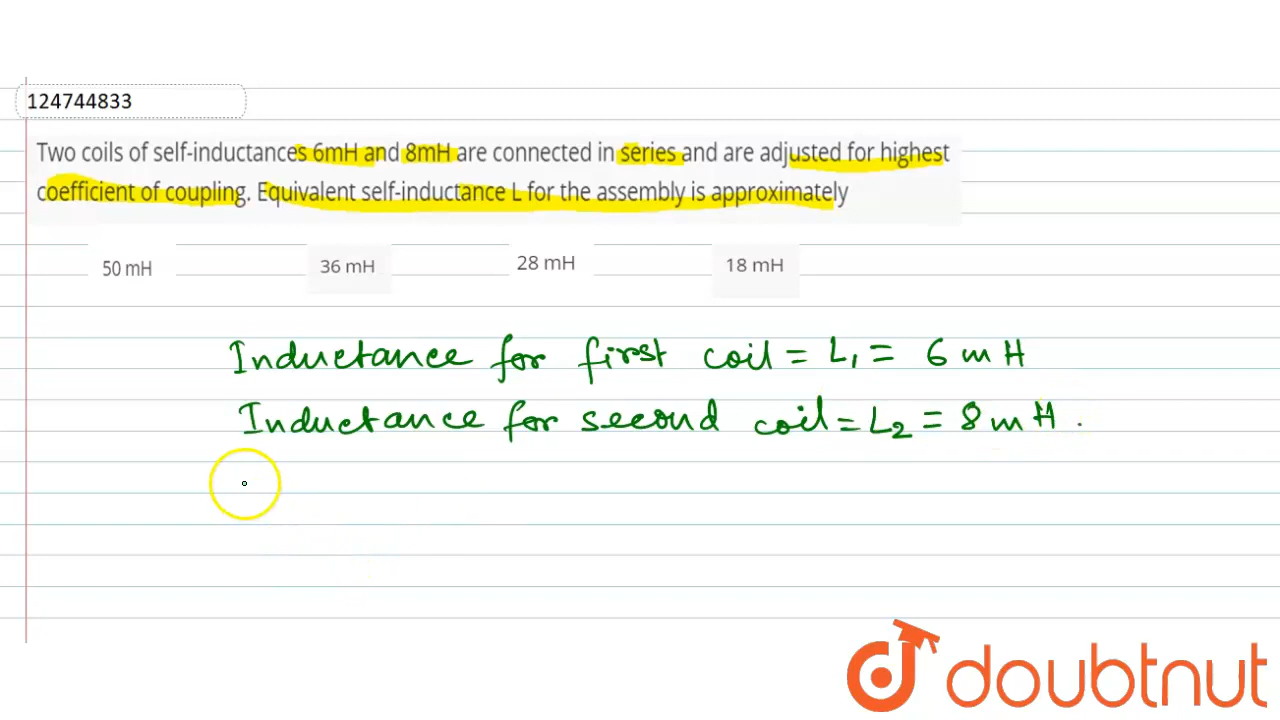 124744833
Two coils of self-inductances 6mH and 8mH are connected in series and are adjusted for highest
coefficient of coupling. Equivalent self-inductance L for the assembly is approximately
50 mH 36 mH 28 mH 18 mH
Inductance for first coil = L₁ = 6 mH
Inductance for second coil = L₂ = 8 mH .
doubtnut